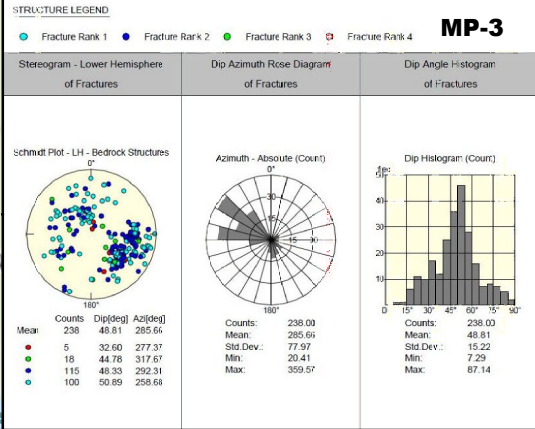 STRUCTURE LEGEND
Fracture Rank 1 Fracture Rank 2 Fracture Rank 3 Fracture Rank 4
MP-3
Stereogram - Lower Hemisphere
of Fractures
Dip Azimuth Rose Diagram
of Fractures
Dip Angle Histogram
of Fractures
Schmidt Plot - LH - Bedrock Structures
0°
180°
Counts Dip[deg] Azi[deg]
Mean 238 48.81 285.66
5 32.60 277.37
18 44.78 317.67
115 48.33 292.31
100 50.89 258.68
Azimuth - Absolute (Count)
0°
30
15
15 30
180°
Counts: 238.00
Mean: 285.66
Std.Dev.: 77.97
Min: 20.41
Max: 359.57
Dip Histogram (Count)
40
30
20
10
0 15° 30° 45° 60° 75° 90°
Counts: 238.00
Mean: 48.81
Std.Dev.: 15.22
Min: 7.29
Max: 87.14